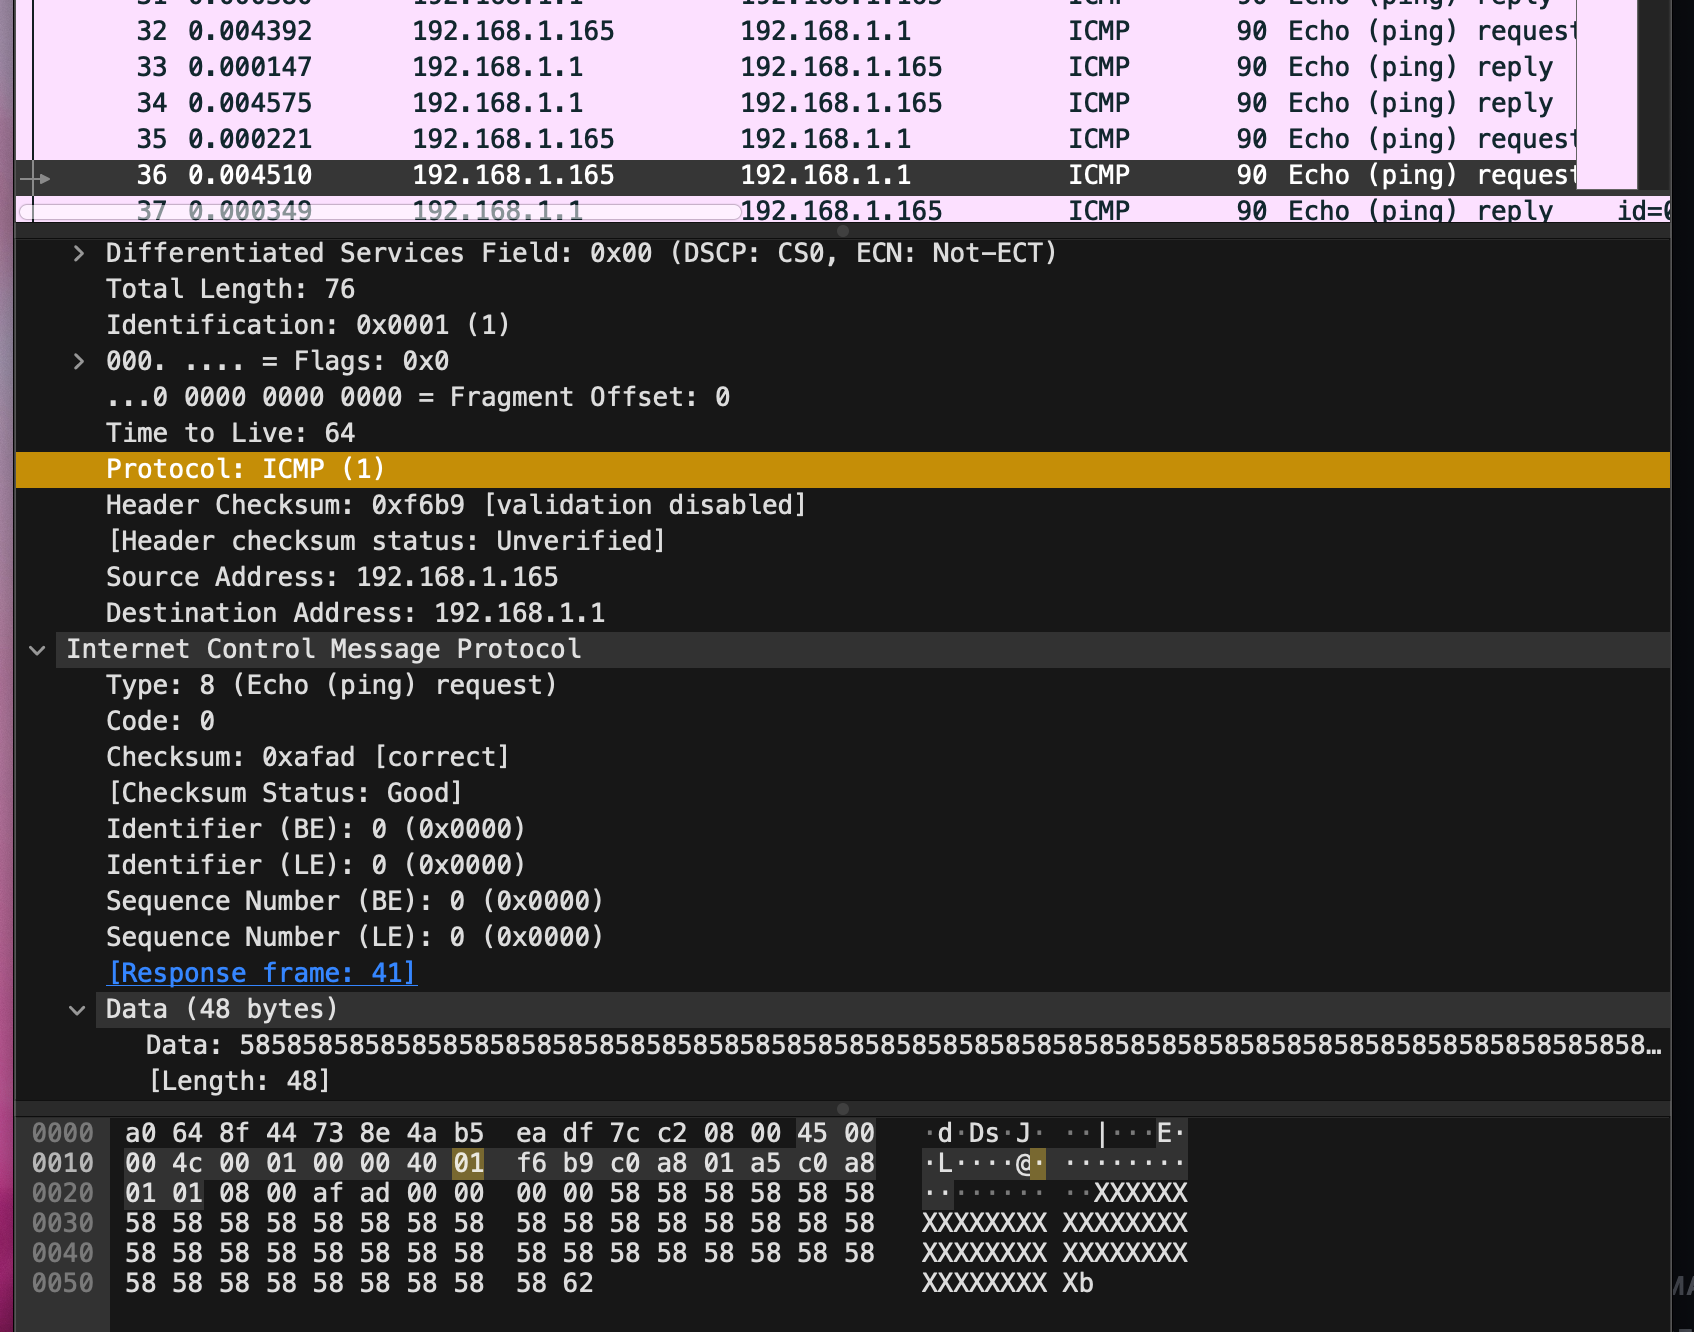 31 0.000380 192.168.1.1 192.168.1.165 ICMP 90 Echo (ping) reply
32 0.004392 192.168.1.165 192.168.1.1 ICMP 90 Echo (ping) request
33 0.000147 192.168.1.1 192.168.1.165 ICMP 90 Echo (ping) reply
34 0.004575 192.168.1.1 192.168.1.165 ICMP 90 Echo (ping) reply
35 0.000221 192.168.1.165 192.168.1.1 ICMP 90 Echo (ping) request
36 0.004510 192.168.1.165 192.168.1.1 ICMP 90 Echo (ping) request
37 0.000349 192.168.1.1 192.168.1.165 ICMP 90 Echo (ping) reply id=0
Differentiated Services Field: 0x00 (DSCP: CS0, ECN: Not-ECT)
Total Length: 76
Identification: 0x0001 (1)
000. .... = Flags: 0x0
...0 0000 0000 0000 = Fragment Offset: 0
Time to Live: 64
Protocol: ICMP (1)
Header Checksum: 0xf6b9 [validation disabled]
[Header checksum status: Unverified]
Source Address: 192.168.1.165
Destination Address: 192.168.1.1
Internet Control Message Protocol
Type: 8 (Echo (ping) request)
Code: 0
Checksum: 0xafad [correct]
[Checksum Status: Good]
Identifier (BE): 0 (0x0000)
Identifier (LE): 0 (0x0000)
Sequence Number (BE): 0 (0x0000)
Sequence Number (LE): 0 (0x0000)
[Response frame: 41]
Data (48 bytes)
Data: 585858585858585858585858585858585858585858585858585858585858585858585858585858585858585858…
[Length: 48]
0000 a0 64 8f 44 73 8e 4a b5 ea df 7c c2 08 00 45 00 ·d·Ds·J· ··|···E·
0010 00 4c 00 01 00 00 40 01 f6 b9 c0 a8 01 a5 c0 a8 ·L····@· ········
0020 01 01 08 00 af ad 00 00 00 00 58 58 58 58 58 58 ········ ··XXXXXX
0030 58 58 58 58 58 58 58 58 58 58 58 58 58 58 58 58 XXXXXXXX XXXXXXXX
0040 58 58 58 58 58 58 58 58 58 58 58 58 58 58 58 58 XXXXXXXX XXXXXXXX
0050 58 58 58 58 58 58 58 58 58 62 XXXXXXXX Xb